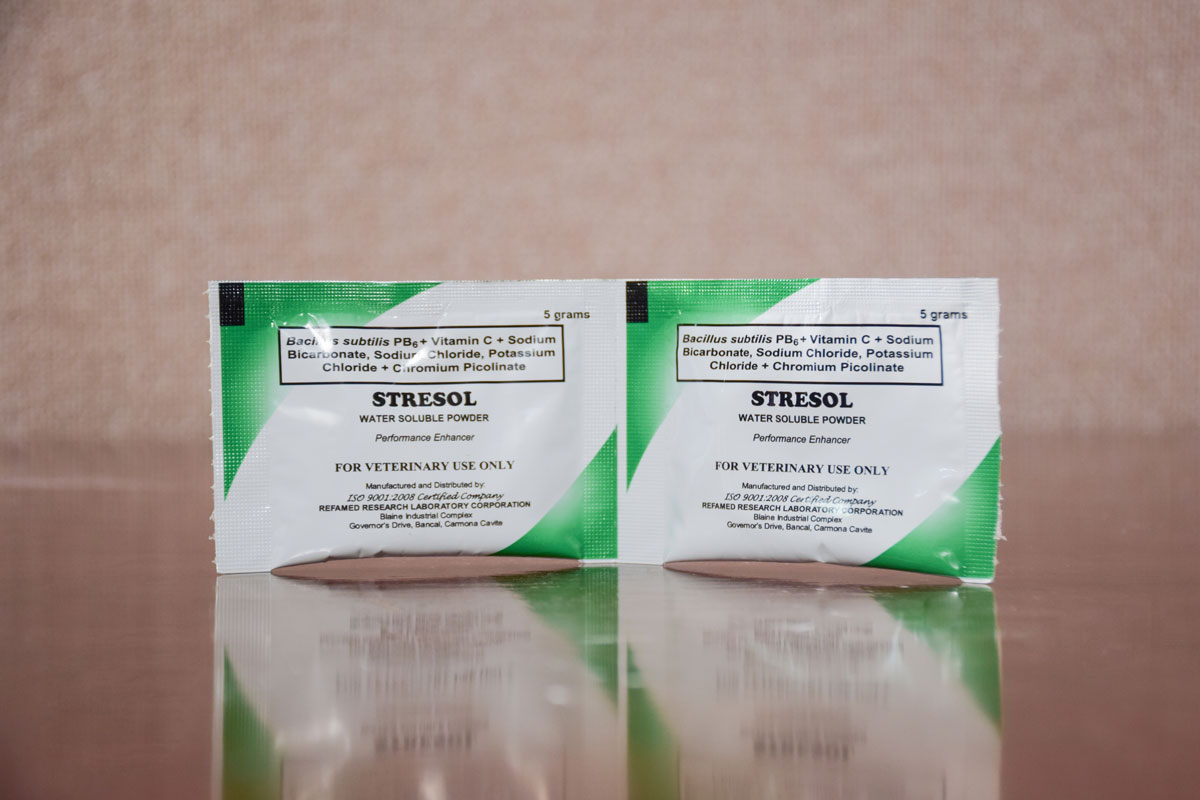 5 grams
Bacillus subtilis PB₆+ Vitamin C + Sodium
Bicarbonate, Sodium Chloride, Potassium
Chloride + Chromium Picolinate
STRESOL
WATER SOLUBLE POWDER
Performance Enhancer
FOR VETERINARY USE ONLY
Manufactured and Distributed by:
ISO 9001:2008 Certified Company
REFAMED RESEARCH LABORATORY CORPORATION
Blaine Industrial Complex
Governor's Drive, Bancal, Carmona Cavite
5 grams
Bacillus subtilis PB₆+ Vitamin C + Sodium
Bicarbonate, Sodium Chloride, Potassium
Chloride + Chromium Picolinate
STRESOL
WATER SOLUBLE POWDER
Performance Enhancer
FOR VETERINARY USE ONLY
Manufactured and Distributed by:
ISO 9001:2008 Certified Company
REFAMED RESEARCH LABORATORY CORPORATION
Blaine Industrial Complex
Governor's Drive, Bancal, Carmona Cavite